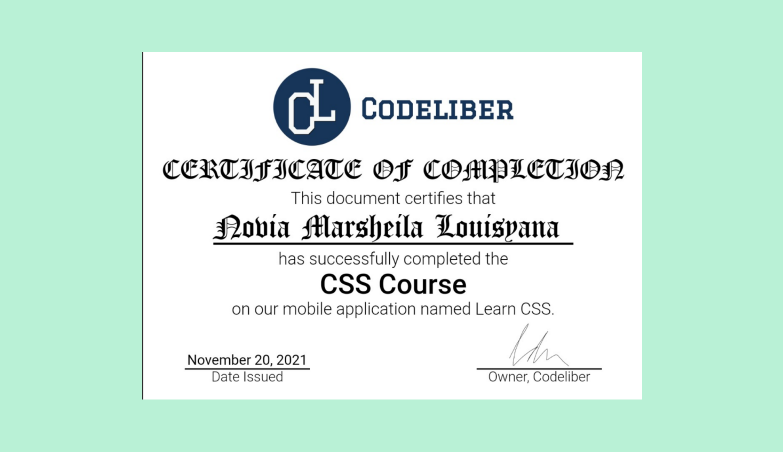 CL CODELIBER
CERTIFICATE OF COMPLETION
This document certifies that
Novia Marsheila Louisyana
has successfully completed the
CSS Course
on our mobile application named Learn CSS.
November 20, 2021
Date Issued
Owner, Codeliber